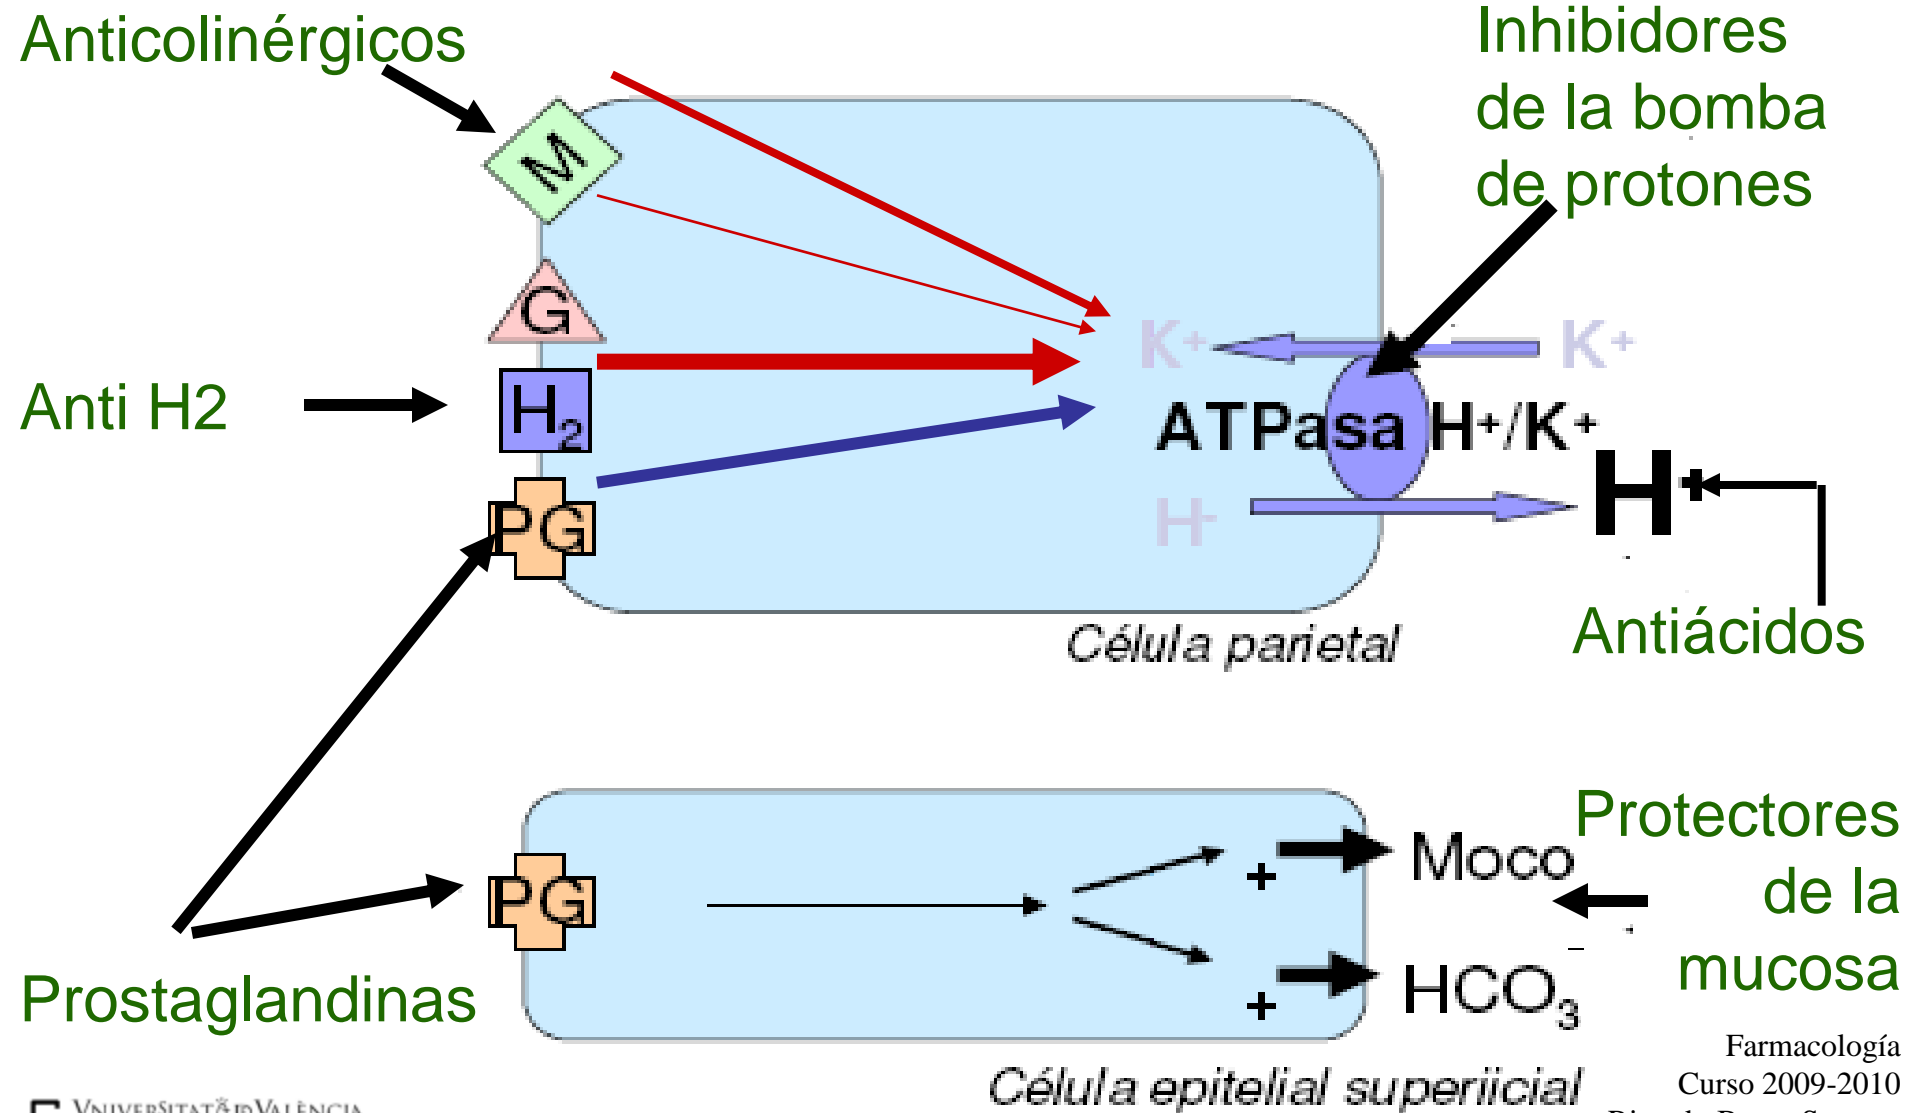 Anticolinérgicos
Inhibidores
de la bomba
de protones
M
G
K+
K+
Anti H2
H2
ATPasa H+/K+
H+
PG
H+
Célula parietal
Antiácidos
Protectores
de la
mucosa
Moco
+
PG
HCO3-
+
Prostaglandinas
Célula epitelial superiicial
Farmacología
Curso 2009-2010